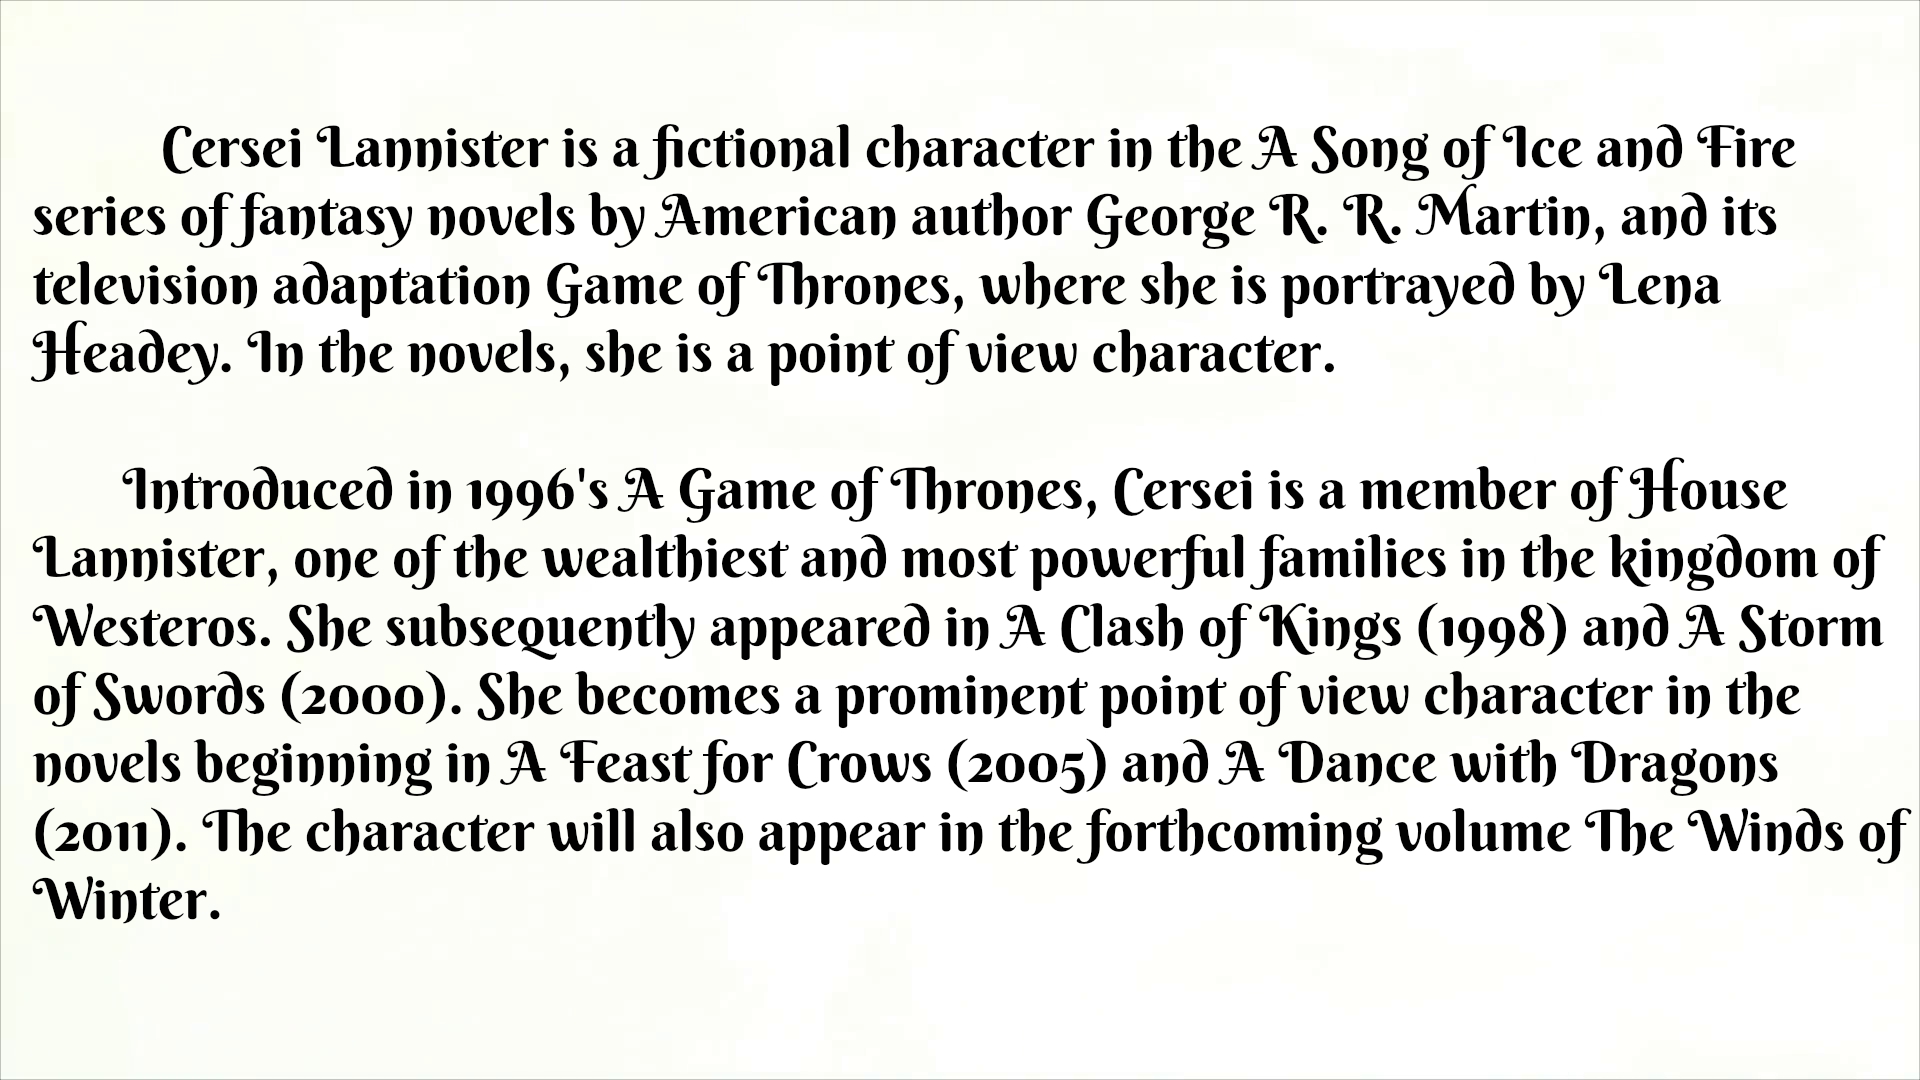 Cersei Lannister is a fictional character in the A Song of Ice and Fire
series of fantasy novels by American author George R. R. Martin, and its
television adaptation Game of Thrones, where she is portrayed by Lena
Headey. In the novels, she is a point of view character.
Introduced in 1996's A Game of Thrones, Cersei is a member of House
Lannister, one of the wealthiest and most powerful families in the kingdom of
Westeros. She subsequently appeared in A Clash of Kings (1998) and A Storm
of Swords (2000). She becomes a prominent point of view character in the
novels beginning in A Feast for Crows (2005) and A Dance with Dragons
(2011). The character will also appear in the forthcoming volume The Winds of
Winter.